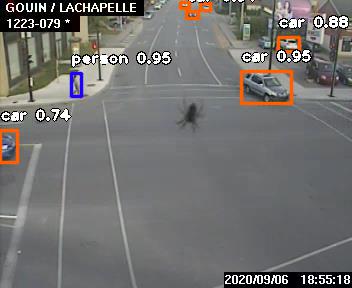 GOUIN / LACHAPELLE
1223-079 *
car 0.88
person 0.95
car 0.95
car 0.74
2020/09/06 18:55:18